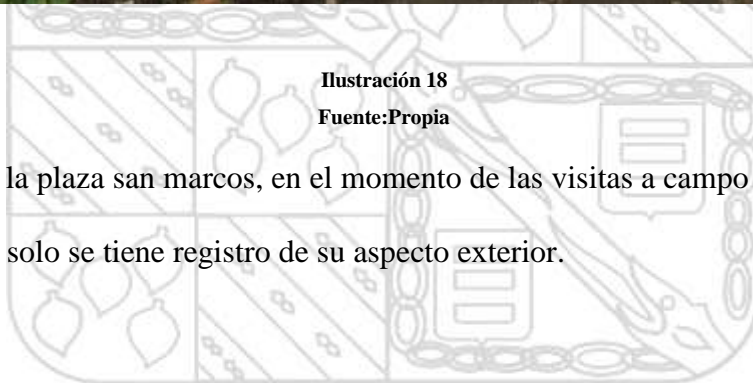 Ilustración 18
Fuente:Propia
la plaza san marcos, en el momento de las visitas a campo
solo se tiene registro de su aspecto exterior.